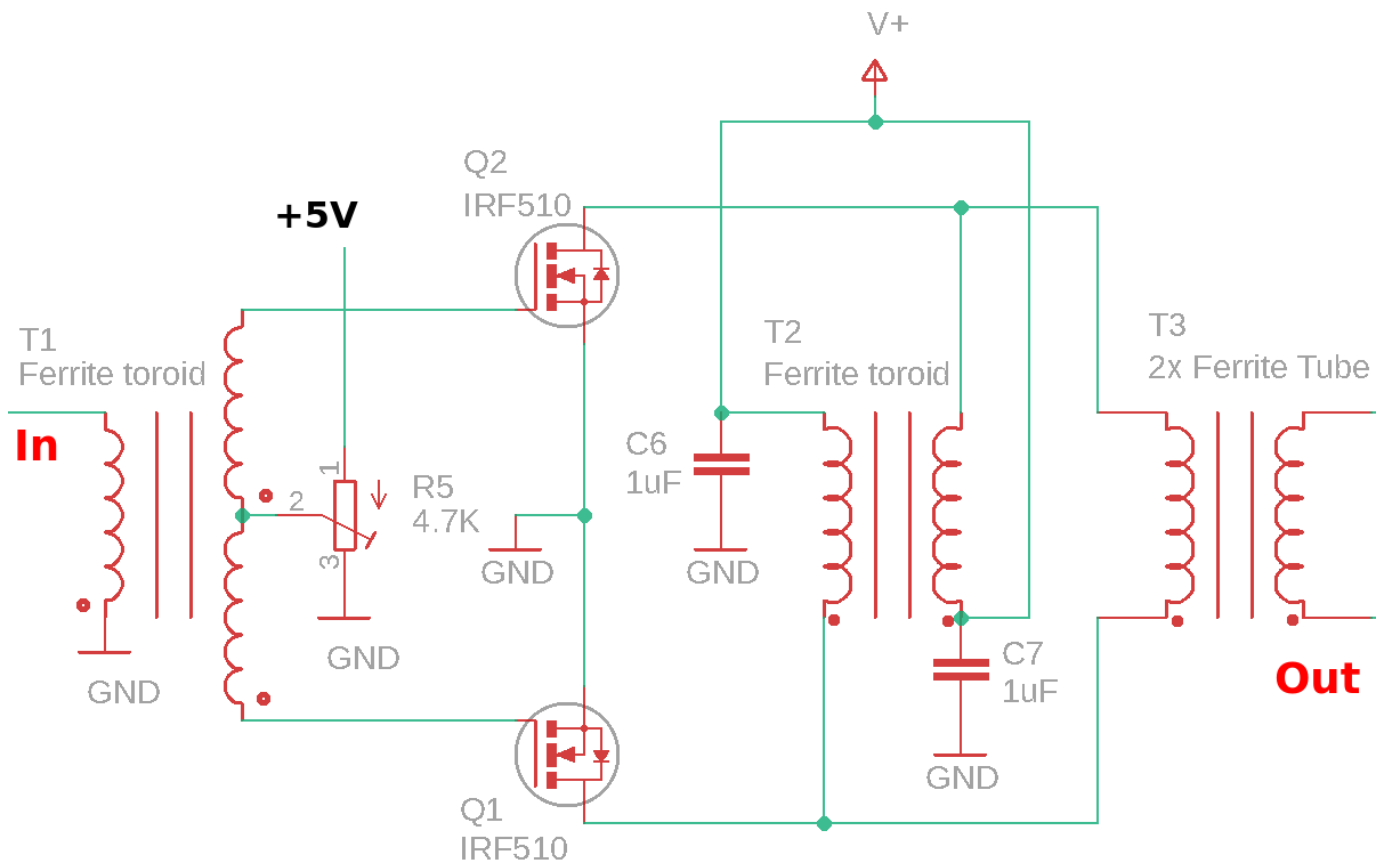 V+
Q2
IRF510
+5V
T1
Ferrite toroid
T2
Ferrite toroid
T3
2x Ferrite Tube
In
C6
1uF
1
2
3
R5
4.7K
GND
GND
GND
GND
C7
1uF
Out
GND
Q1
IRF510